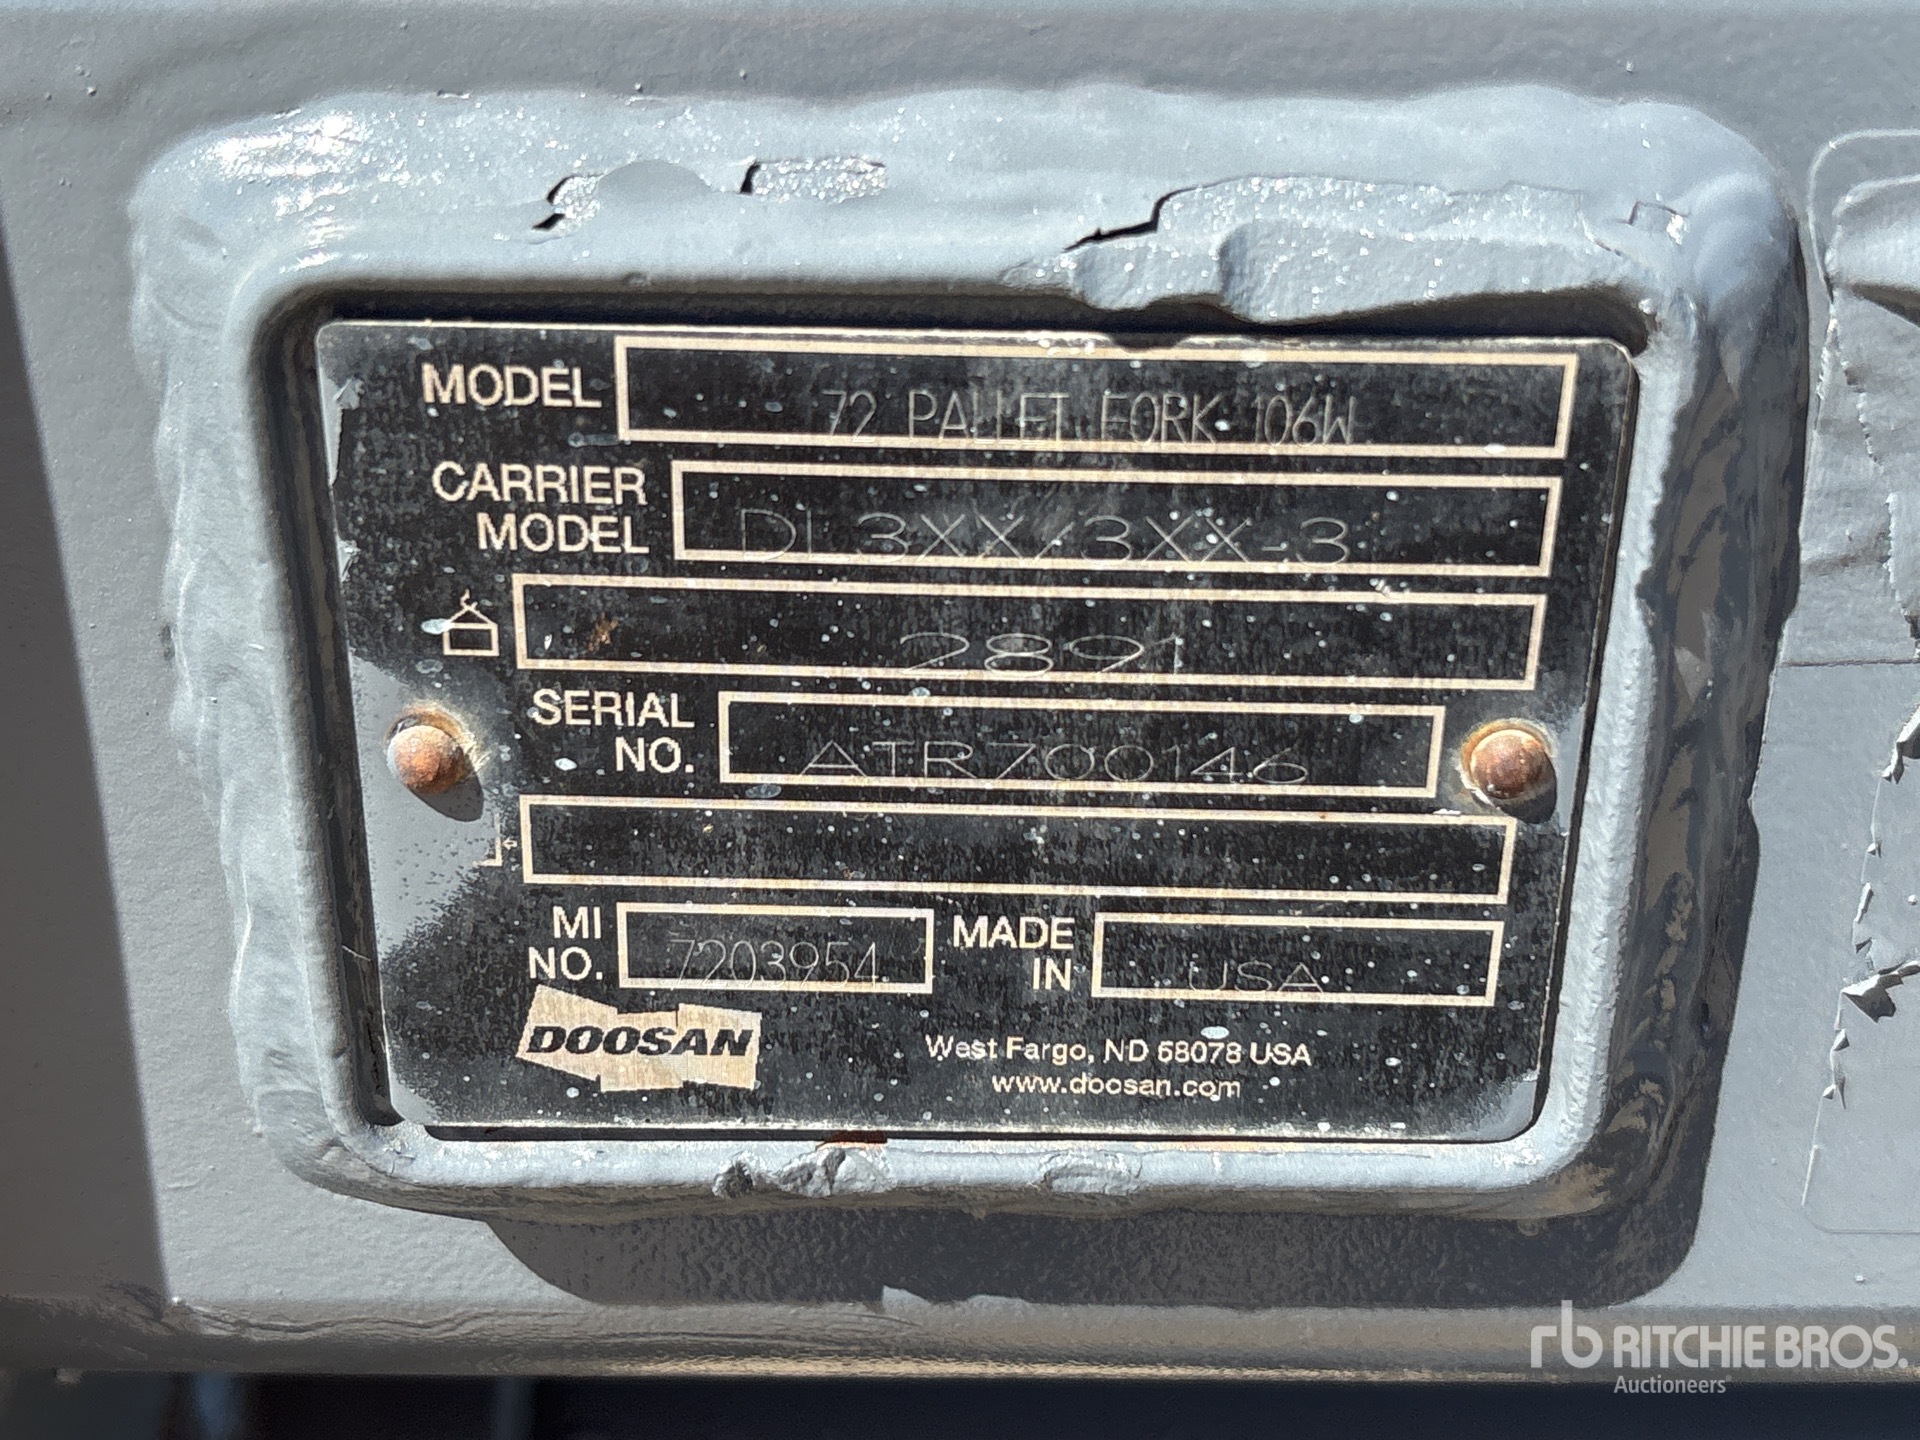 MODEL 72 PALLET FORK 106W
CARRIER MODEL DL3XX/3XX-3
2891
SERIAL NO. ATR700146
MI NO. 7203954 MADE IN USA
DOOSAN
West Fargo, ND 58078 USA
www.doosan.com
rb RITCHIE BROS.
Auctioneers